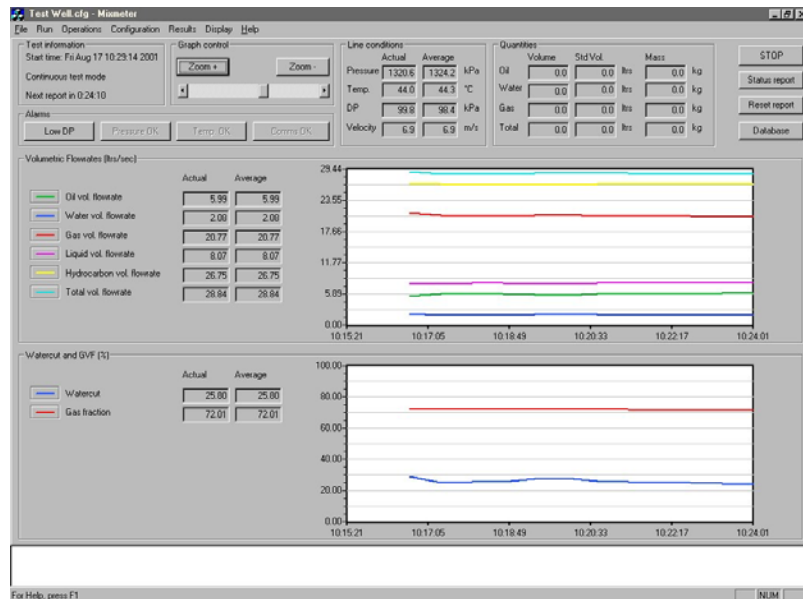 Test Well.cfg - Mixmeter
File Run Operations Configuration Results Display Help
Test information
Start time: Fri Aug 17 10:29:14 2001
Continuous test mode
Next report in 0:24:10
Graph control
Zoom + Zoom -
Line conditions
Actual Average
Pressure 1320.6 1324.2 kPa
Temp. 44.0 44.3 °C
DP 99.8 98.4 kPa
Velocity 6.9 6.9 m/s
Quantities
Volume Std Vol. Mass
Oil 0.0 0.0 ltrs 0.0 kg
Water 0.0 0.0 ltrs 0.0 kg
Gas 0.0 0.0 ltrs 0.0 kg
Total 0.0 0.0 ltrs 0.0 kg
STOP
Status report
Reset report
Database
Alarms
Low DP Pressure OK Temp. OK Comms OK
Volumetric Flowrates (ltrs/sec)
Actual Average
Oil vol. flowrate 5.99 5.99
Water vol. flowrate 2.08 2.08
Gas vol. flowrate 20.77 20.77
Liquid vol. flowrate 8.07 8.07
Hydrocarbon vol. flowrate 26.75 26.75
Total vol. flowrate 28.84 28.84
29.44
23.55
17.66
11.77
5.89
0.00
10:15:21 10:17:05 10:18:49 10:20:33 10:22:17 10:24:01
Watercut and GVF (%)
Actual Average
Watercut 25.80 25.80
Gas fraction 72.01 72.01
100.00
80.00
60.00
40.00
20.00
0.00
10:15:21 10:17:05 10:18:49 10:20:33 10:22:17 10:24:01
For Help, press F1
NUM